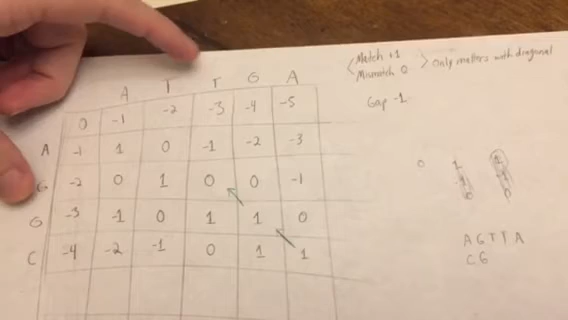 Match +1
Mismatch 0 > Only matters with diagonal
Gap -1
A T T G A
0 -1 -2 -3 -4 -5
A -1 1 0 -1 -2 -3
G -2 0 1 0 0 -1
G -3 -1 0 1 1 0
C -4 -2 -1 0 1 1
0
A G T T A
C G